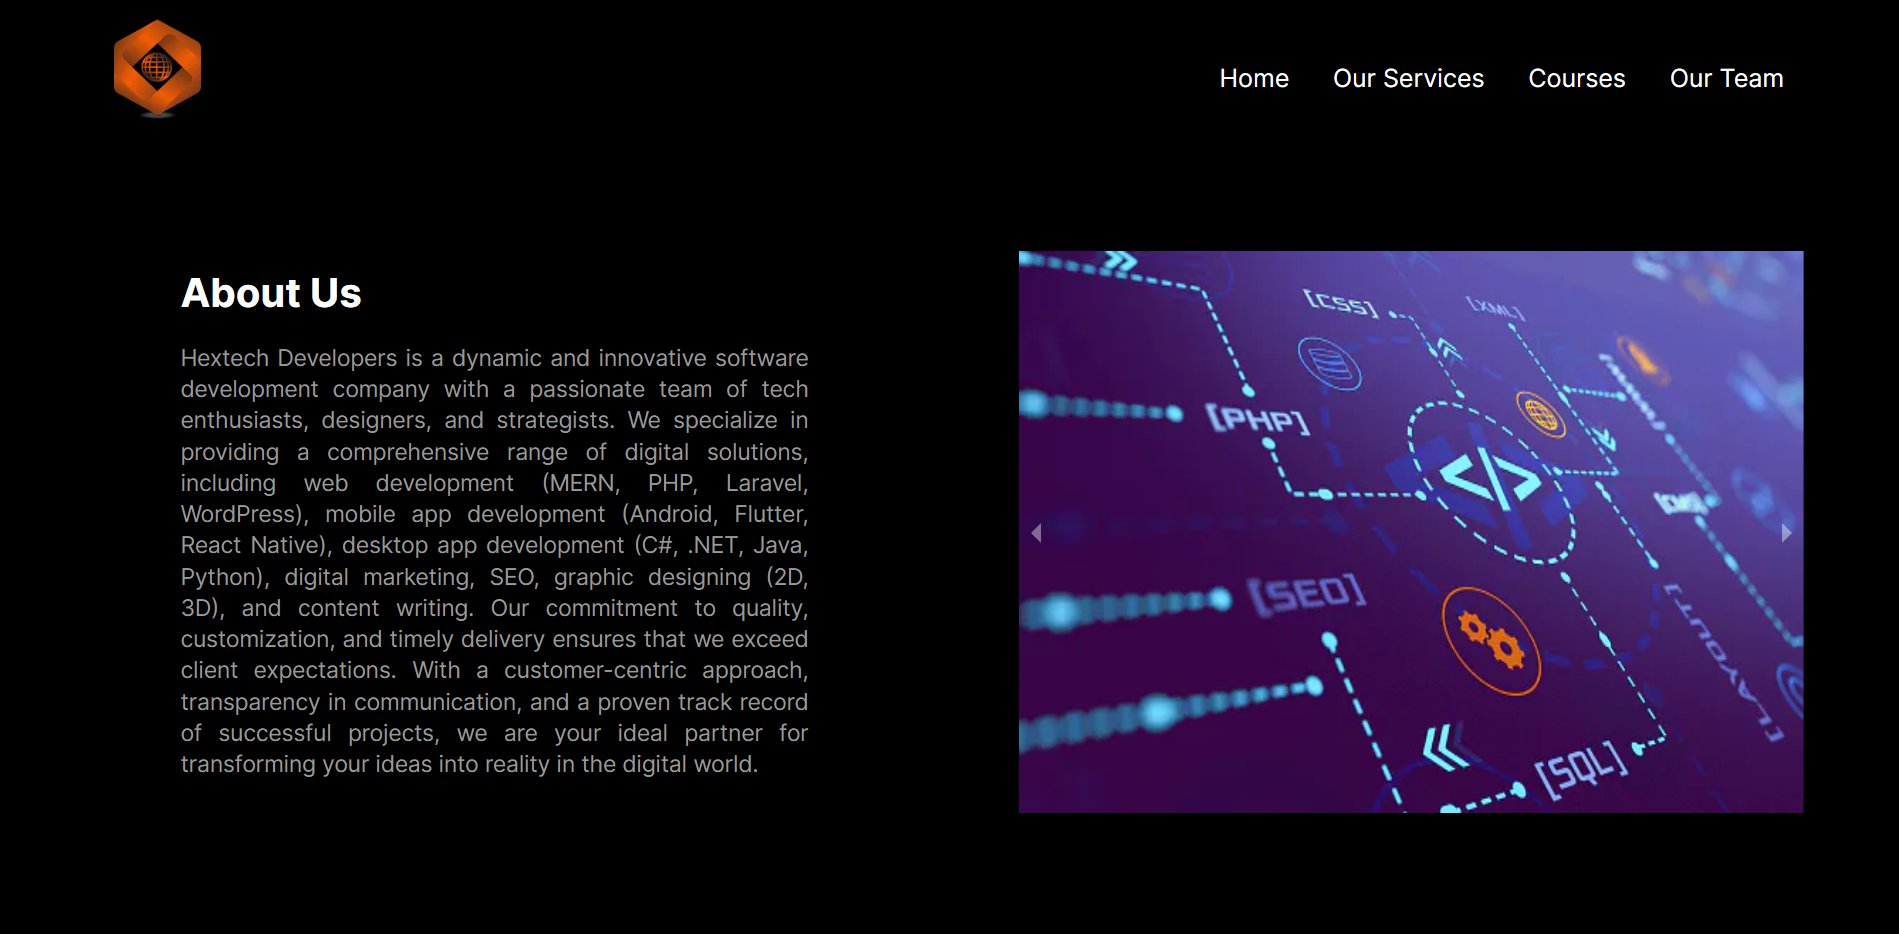 Home Our Services Courses Our Team
About Us
Hextech Developers is a dynamic and innovative software
development company with a passionate team of tech
enthusiasts, designers, and strategists. We specialize in
providing a comprehensive range of digital solutions,
including web development (MERN, PHP, Laravel,
WordPress), mobile app development (Android, Flutter,
React Native), desktop app development (C#, .NET, Java,
Python), digital marketing, SEO, graphic designing (2D,
3D), and content writing. Our commitment to quality,
customization, and timely delivery ensures that we exceed
client expectations. With a customer-centric approach,
transparency in communication, and a proven track record
of successful projects, we are your ideal partner for
transforming your ideas into reality in the digital world.
[CSS]
[XML]
[PHP]
</>
[SEO]
[LAYOUT]
[SQL]